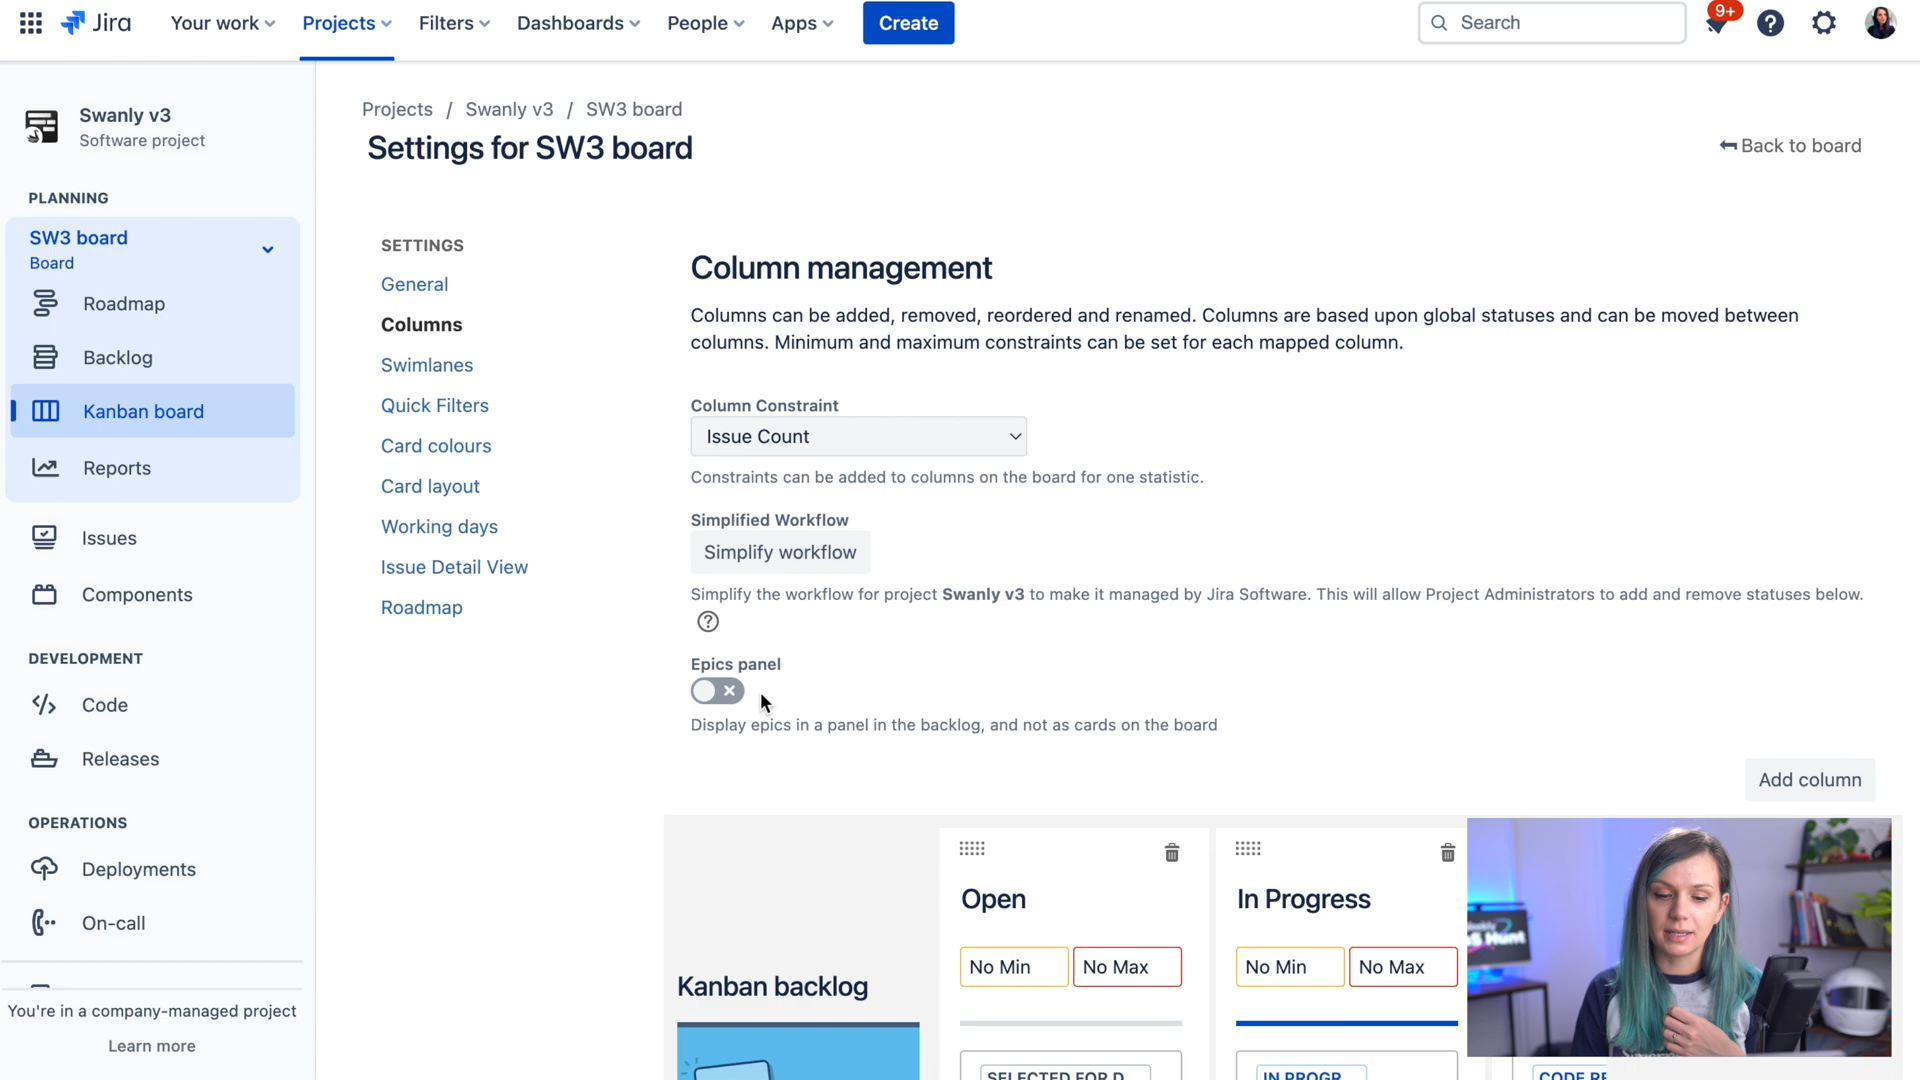 Jira
Your work
Projects
Filters
Dashboards
People
Apps
Create
Search
9+
Swanly v3
Software project
PLANNING
SW3 board
Board
Roadmap
Backlog
Kanban board
Reports
Issues
Components
DEVELOPMENT
Code
Releases
OPERATIONS
Deployments
On-call
You're in a company-managed project
Learn more
Projects / Swanly v3 / SW3 board
Settings for SW3 board
Back to board
SETTINGS
General
Columns
Swimlanes
Quick Filters
Card colours
Card layout
Working days
Issue Detail View
Roadmap
Column management
Columns can be added, removed, reordered and renamed. Columns are based upon global statuses and can be moved between
columns. Minimum and maximum constraints can be set for each mapped column.
Column Constraint
Issue Count
Constraints can be added to columns on the board for one statistic.
Simplified Workflow
Simplify workflow
Simplify the workflow for project Swanly v3 to make it managed by Jira Software. This will allow Project Administrators to add and remove statuses below.
Epics panel
Display epics in a panel in the backlog, and not as cards on the board
Add column
Kanban backlog
Open
No Min No Max
SELECTED FOR D...
In Progress
No Min No Max
IN PROGR...
CODE RE
Hunt